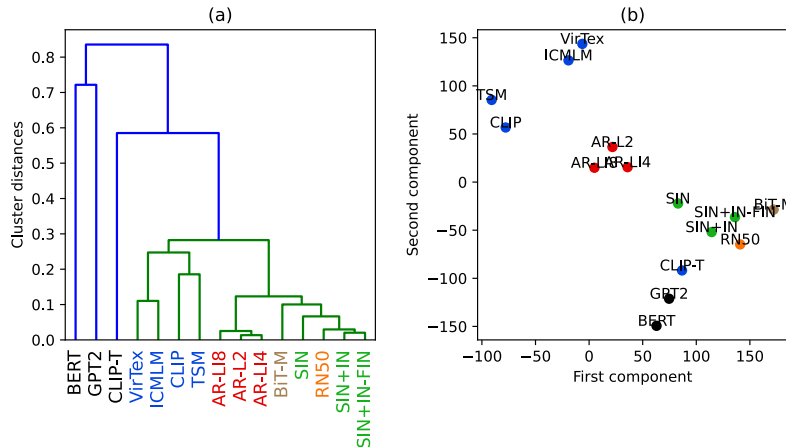 (a)
Cluster distances
0.8
0.7
0.6
0.5
0.4
0.3
0.2
0.1
0.0
BERT
GPT2
CLIP-T
VirTex
ICMLM
CLIP
TSM
AR-LI8
AR-L2
AR-LI4
BiT-M
SIN
RN50
SIN+IN
SIN+IN-FIN
(b)
Second component
150
100
50
0
−50
−100
−150
VirTex
ICMLM
TSM
CLIP
AR-L2
AR-LI8
AR-LI4
SIN
BiT-M
SIN+IN-FIN
SIN+IN
RN50
CLIP-T
GPT2
BERT
−100 −50 0 50 100 150
First component